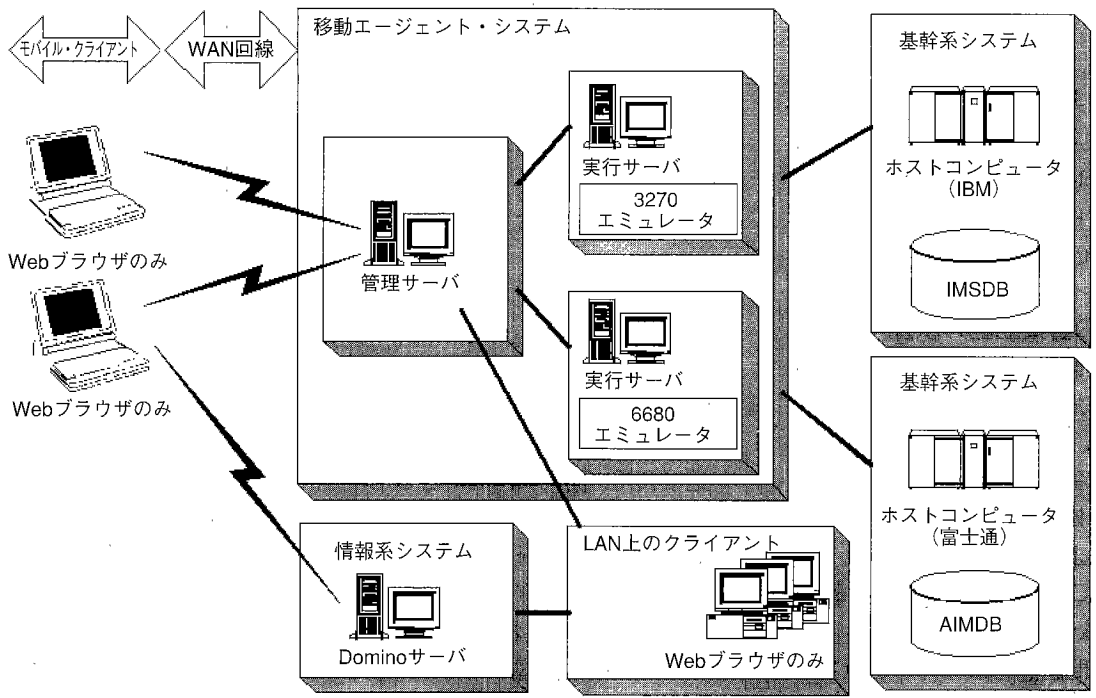 モバイル・クライアント
WAN回線
移動エージェント・システム
基幹系システム
実行サーバ
3270
エミュレータ
ホストコンピュータ
(IBM)
IMSDB
Webブラウザのみ
管理サーバ
Webブラウザのみ
実行サーバ
6680
エミュレータ
基幹系システム
ホストコンピュータ
(富士通)
AIMDB
情報系システム
Dominoサーバ
LAN上のクライアント
Webブラウザのみ